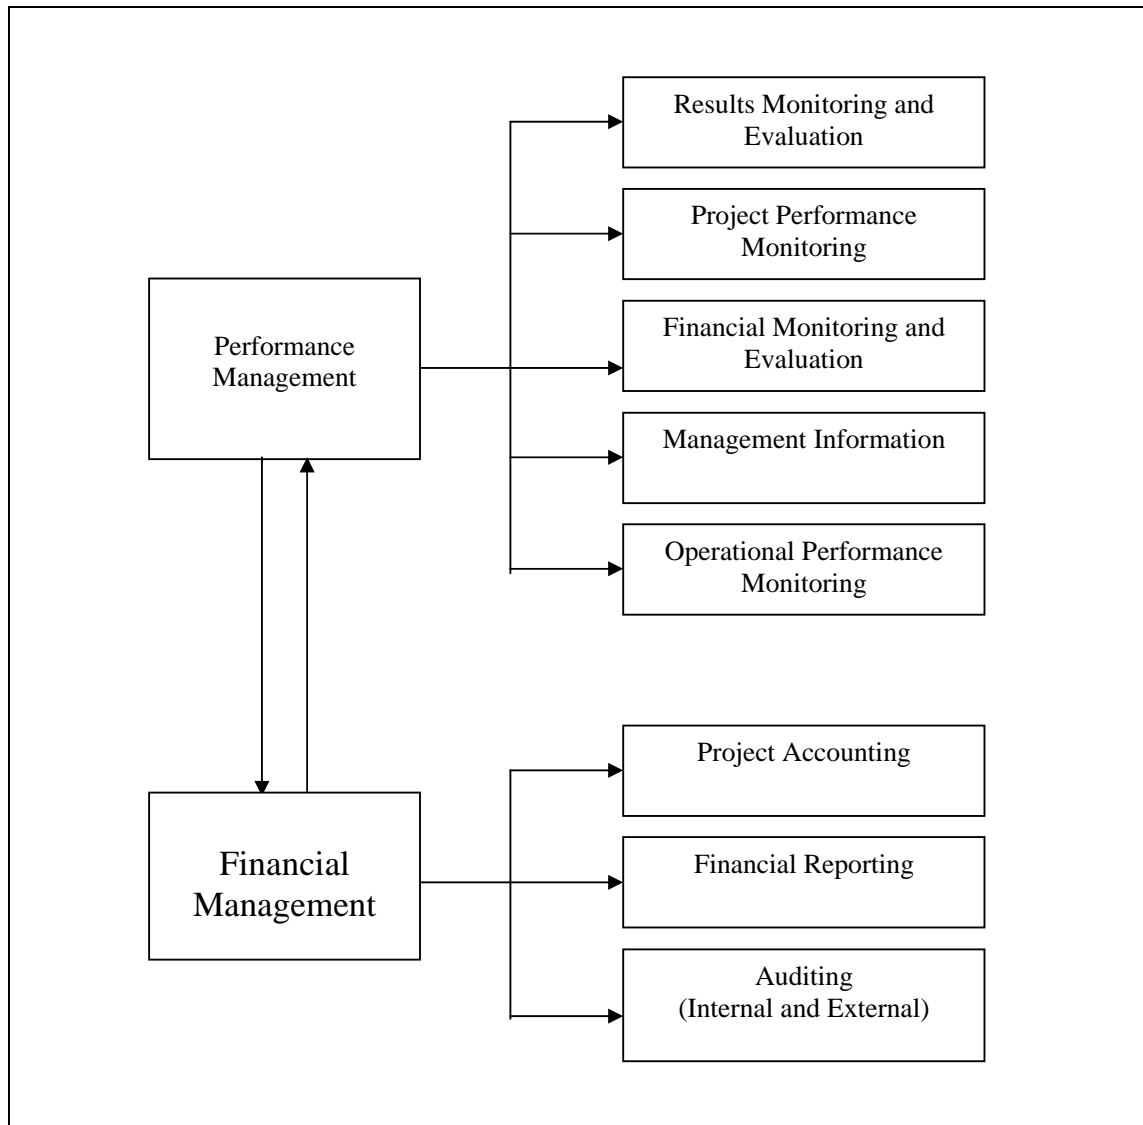 Results Monitoring and
Evaluation
Project Performance
Monitoring
Performance
Management
Financial Monitoring and
Evaluation
Management Information
Operational Performance
Monitoring
Project Accounting
Financial
Management
Financial Reporting
Auditing
(Internal and External)